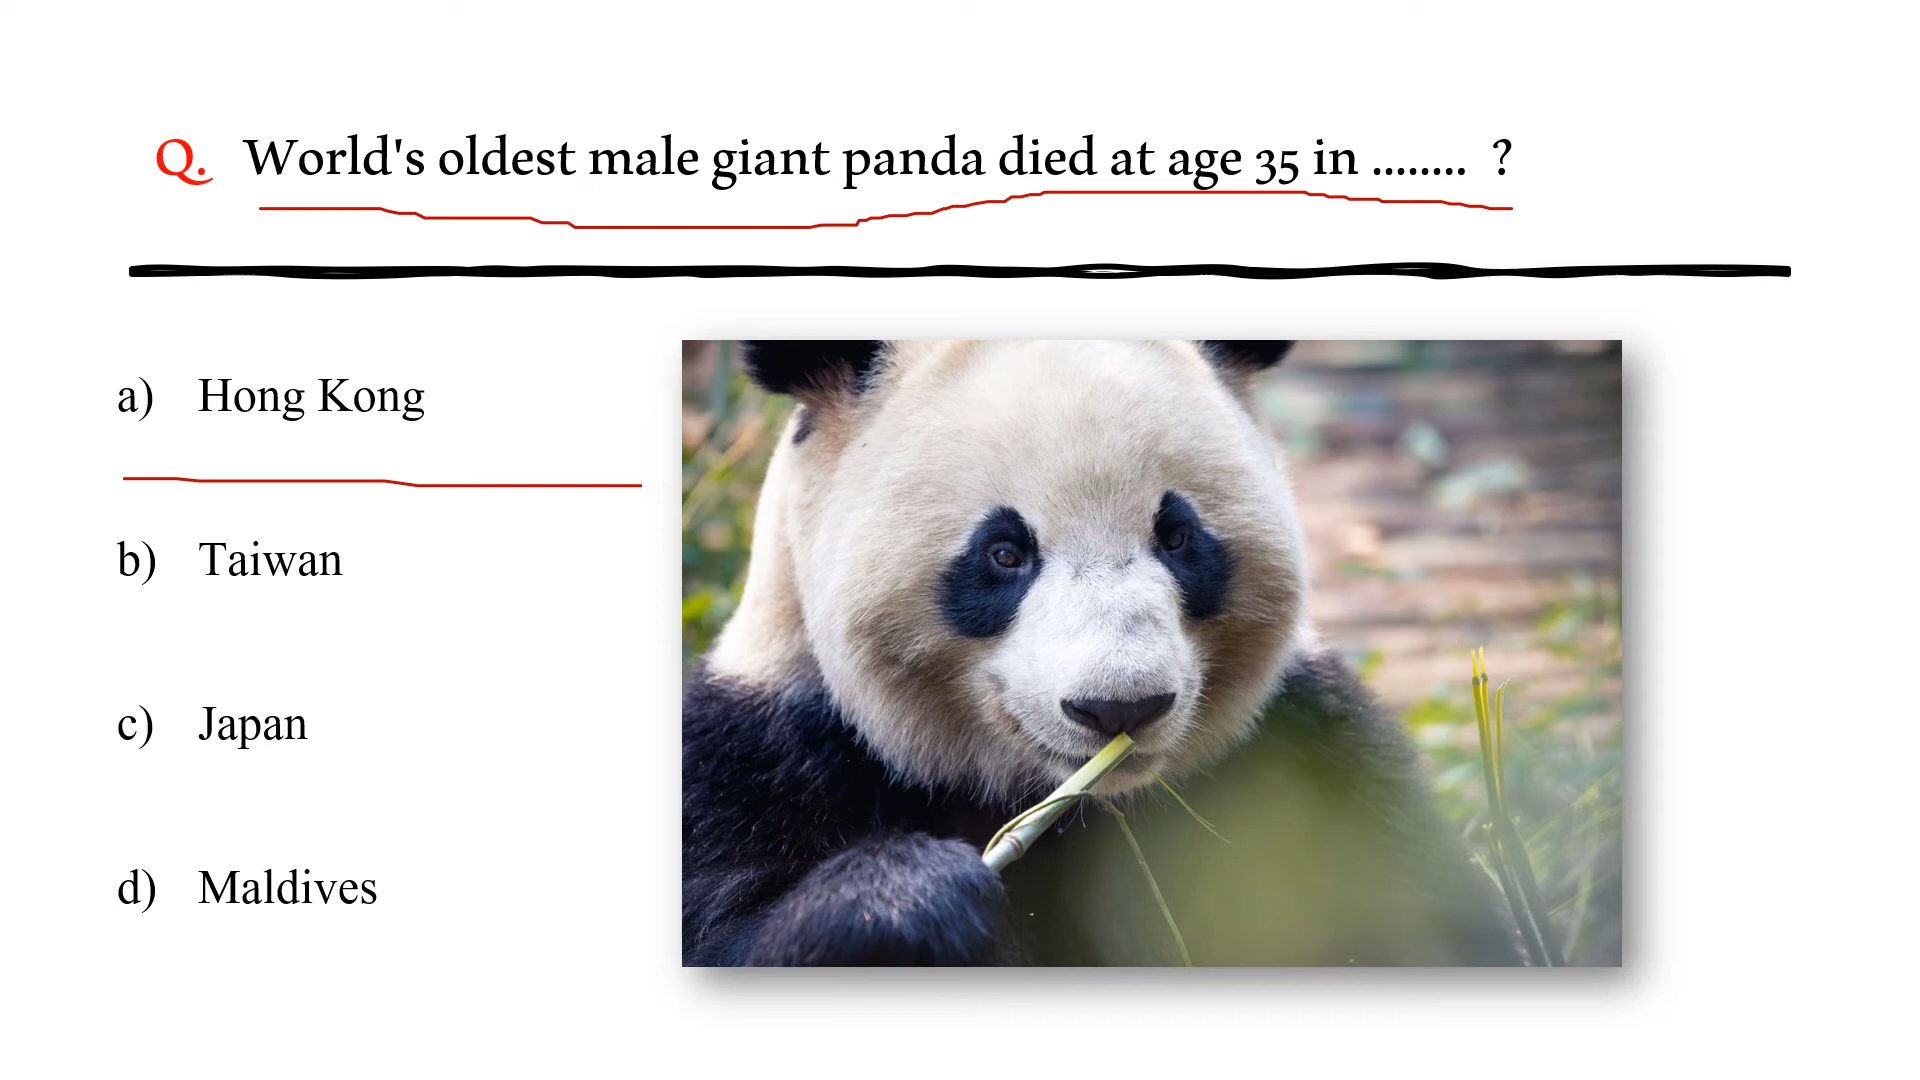 Q. World's oldest male giant panda died at age 35 in ........ ?
a) Hong Kong
b) Taiwan
c) Japan
d) Maldives